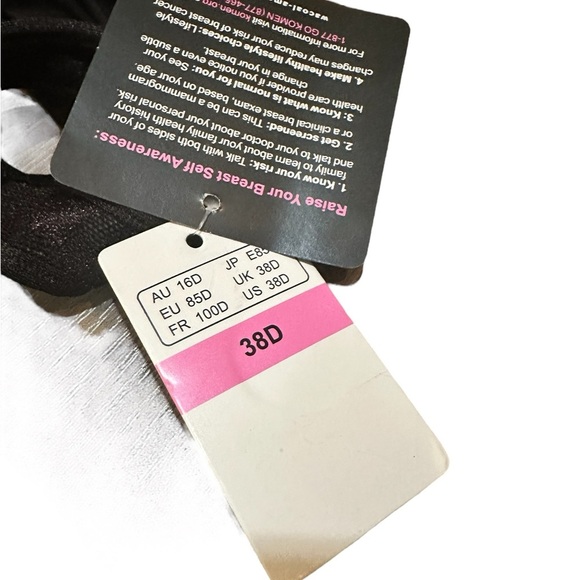 Raise Your Breast Self Awareness:
1. Know your risk: Talk with both sides of your
family to learn about your family health history
and talk to your doctor about your personal risk.
2. Get screened: This can be a mammogram
or clinical breast exam, based on your age.
3: Know what is normal for you: See your
health care provider if you notice even a subtle
change in your breast.
4. Make healthy lifestyle choices: Lifestyle
changes may reduce your risk of breast cancer
For more information visit komen.org
1-877 GO KOMEN (877-465
AU 16D JP E85
EU 85D UK 38D
FR 100D US 38D
38D